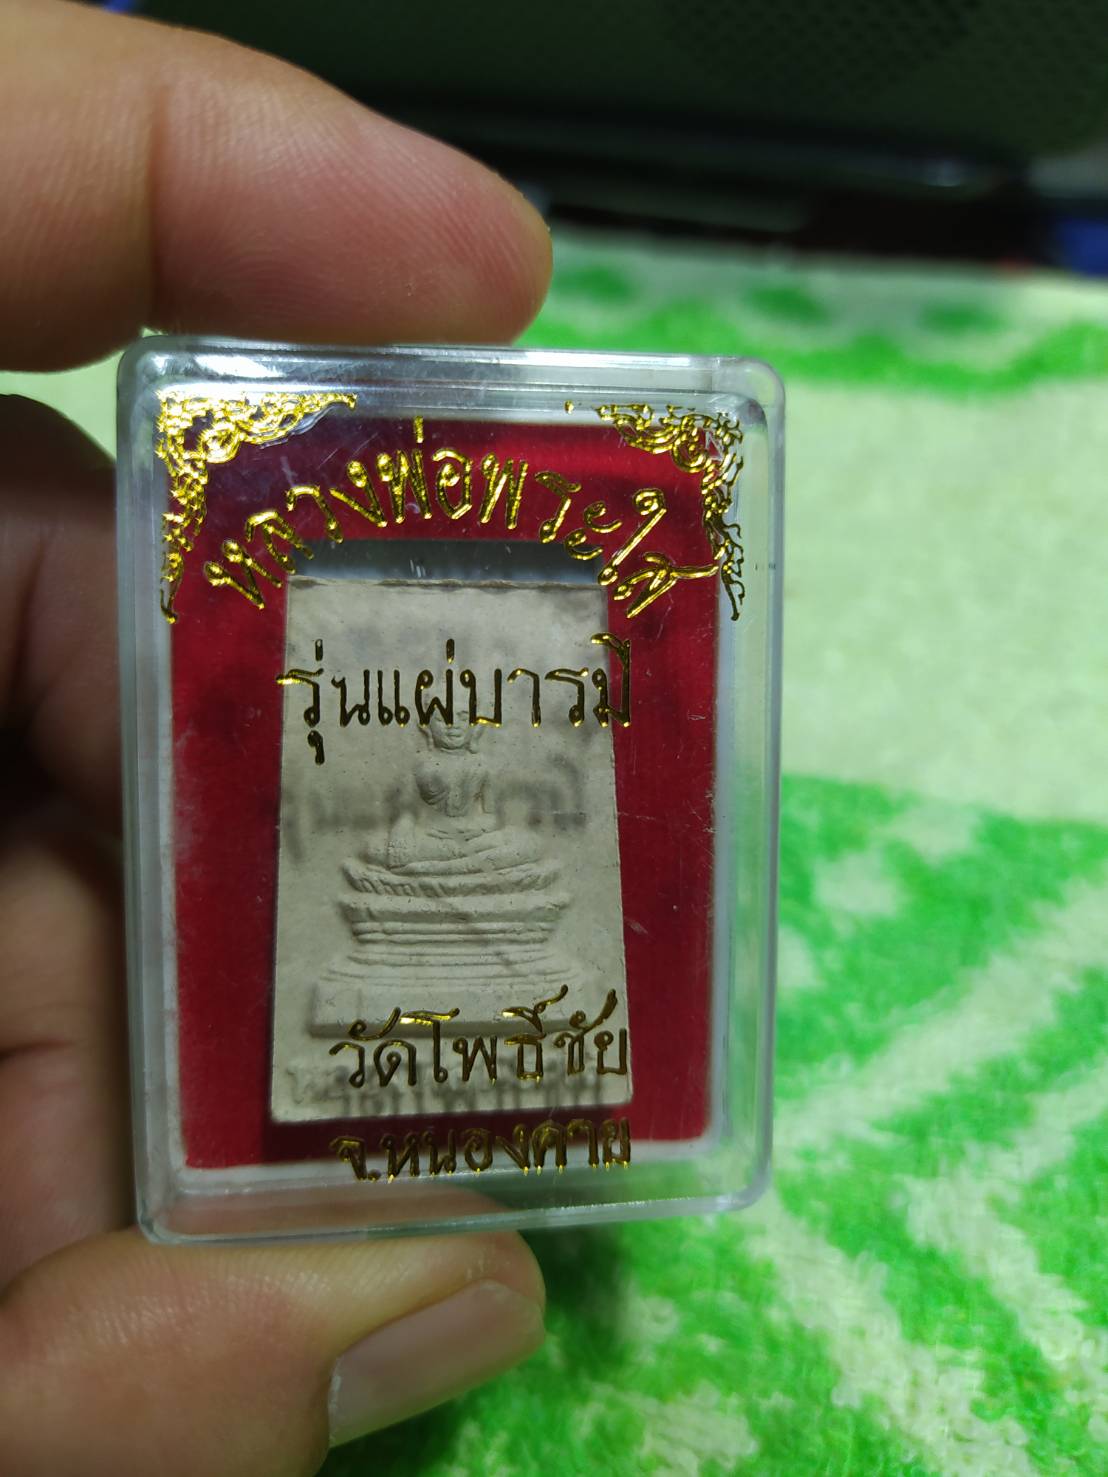 หลวงพ่อพระใส
รุ่นแผ่บารมี
วัดโพธิ์ชัย
จ.หนองคาย